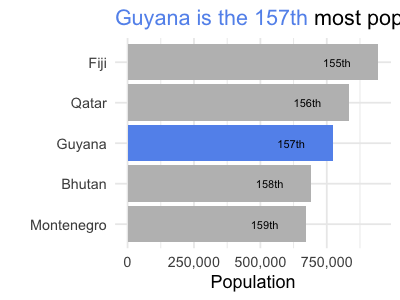 Guyana is the 157th most pop
Fiji 155th
Qatar 156th
Guyana 157th
Bhutan 158th
Montenegro 159th
0 250,000 500,000 750,000
Population